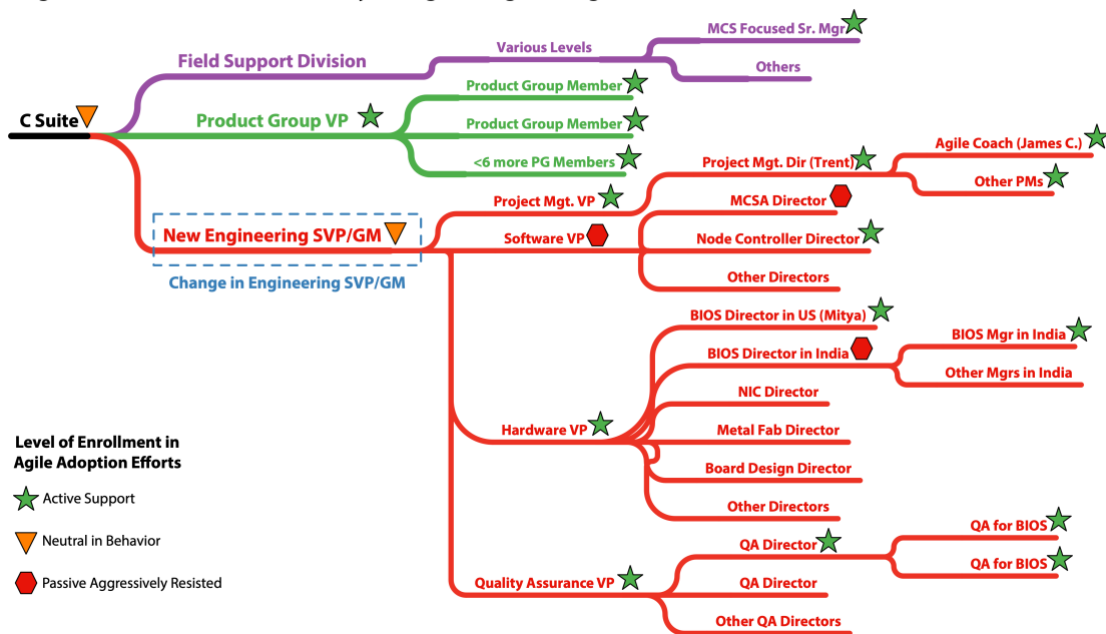 MCS Focused Sr. Mgr
Various Levels
Field Support Division
Others
Product Group Member
C Suite
Product Group VP
Product Group Member
<6 more PG Members
Agile Coach (James C.)
Project Mgt. Dir (Trent)
Other PMs
Project Mgt. VP
MCSA Director
New Engineering SVP/GM
Software VP
Node Controller Director
Change in Engineering SVP/GM
Other Directors
BIOS Director in US (Mitya)
BIOS Mgr in India
BIOS Director in India
Other Mgrs in India
NIC Director
Hardware VP
Metal Fab Director
Board Design Director
Other Directors
QA for BIOS
QA Director
QA for BIOS
Quality Assurance VP
QA Director
Other QA Directors
Level of Enrollment in
Agile Adoption Efforts
Active Support
Neutral in Behavior
Passive Aggressively Resisted